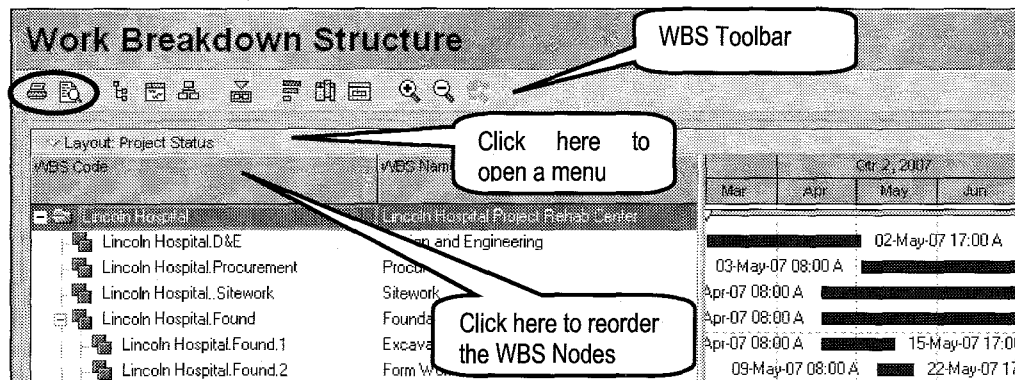 Work Breakdown Structure
WBS Toolbar
Layout: Project Status
Click here to
open a menu
WBS Code
WBS Nam
Qtr 2, 2007
Mar Apr May Jun
Lincoln Hospital Lincoln Hospital Project Rehab Center
Lincoln Hospital.D&E and Engineering 02-May-07 17:00 A
Lincoln Hospital.Procurement Procur 03-May-07 08:00 A
Lincoln Hospital..Sitework Sitework Apr-07 08:00 A
Lincoln Hospital.Found Founda Apr-07 08:00 A
Click here to reorder
the WBS Nodes
Lincoln Hospital.Found.1 Excava Apr-07 08:00 A 15-May-07 17:00
Lincoln Hospital.Found.2 Form W 09-May-07 08:00 A 22-May-07 17